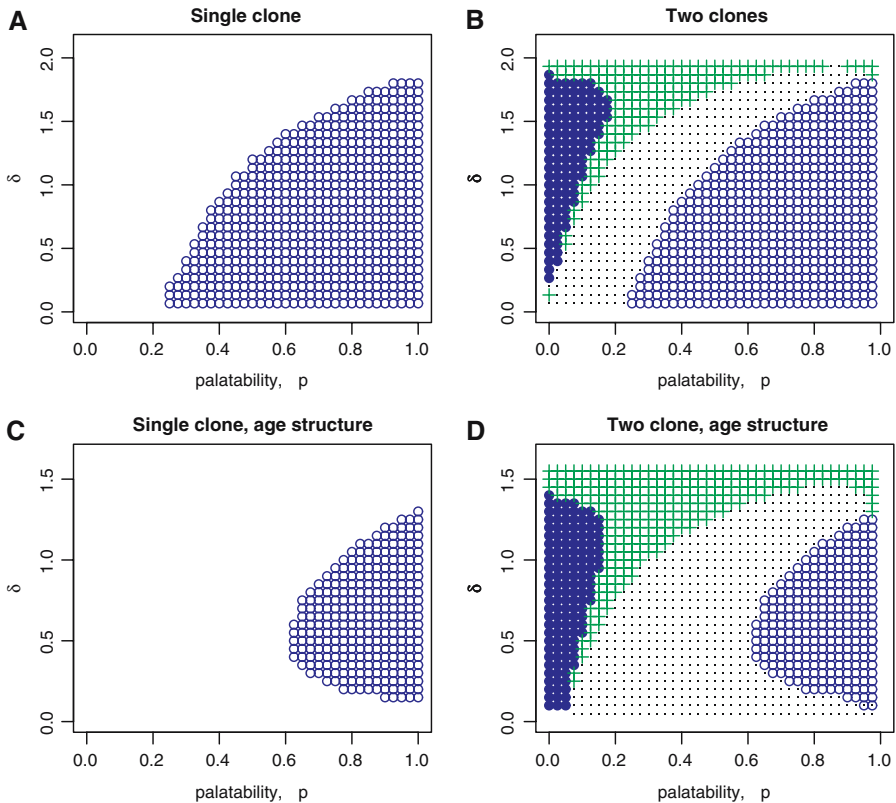 A
Single clone
δ
2.0
1.5
1.0
0.5
0.0
0.0 0.2 0.4 0.6 0.8 1.0
palatability, p
B
Two clones
δ
2.0
1.5
1.0
0.5
0.0
0.0 0.2 0.4 0.6 0.8 1.0
palatability, p
C
Single clone, age structure
δ
1.5
1.0
0.5
0.0
0.0 0.2 0.4 0.6 0.8 1.0
palatability, p
D
Two clone, age structure
δ
1.5
1.0
0.5
0.0
0.0 0.2 0.4 0.6 0.8 1.0
palatability, p